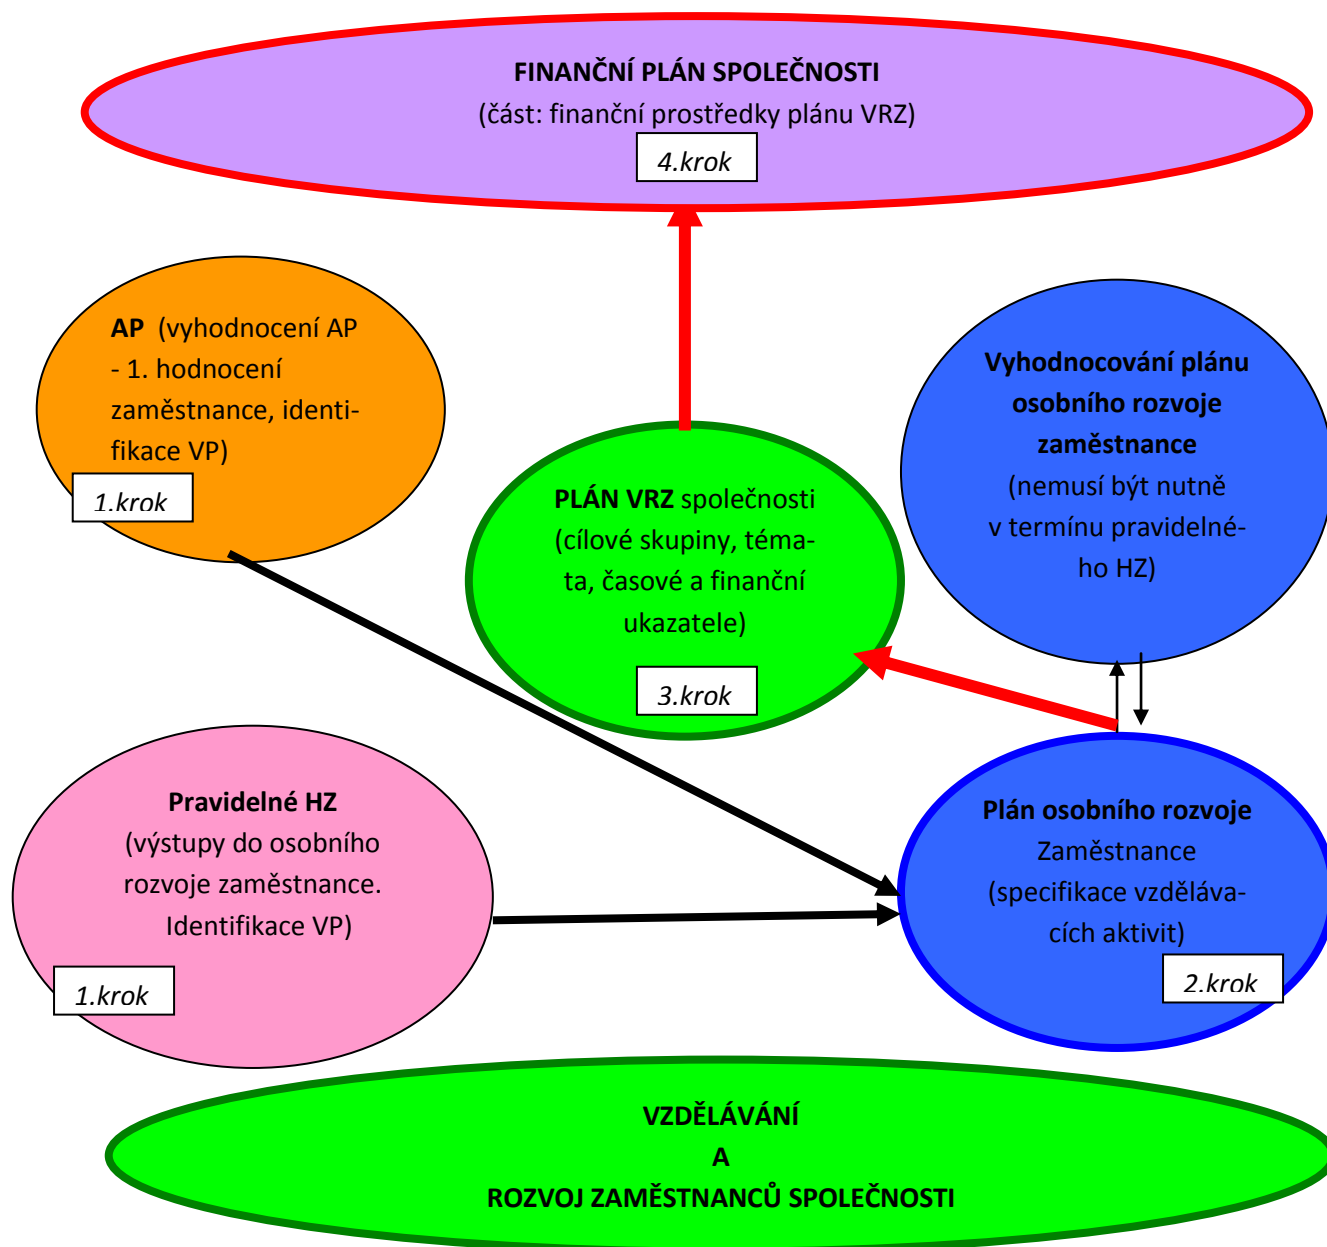 FINANČNÍ PLÁN SPOLEČNOSTI
(část: finanční prostředky plánu VRZ)
4.krok
AP (vyhodnocení AP
- 1. hodnocení
zaměstnance, identi-
fikace VP)
1.krok
Vyhodnocování plánu
osobního rozvoje
zaměstnance
(nemusí být nutně
v termínu pravidelné-
ho HZ)
PLÁN VRZ společnosti
(cílové skupiny, téma-
ta, časové a finanční
ukazatele)
3.krok
Pravidelné HZ
(výstupy do osobního
rozvoje zaměstnance.
Identifikace VP)
1.krok
Plán osobního rozvoje
Zaměstnance
(specifikace vzděláva-
cích aktivit)
2.krok
VZDĚLÁVÁNÍ
A
ROZVOJ ZAMĚSTNANCŮ SPOLEČNOSTI